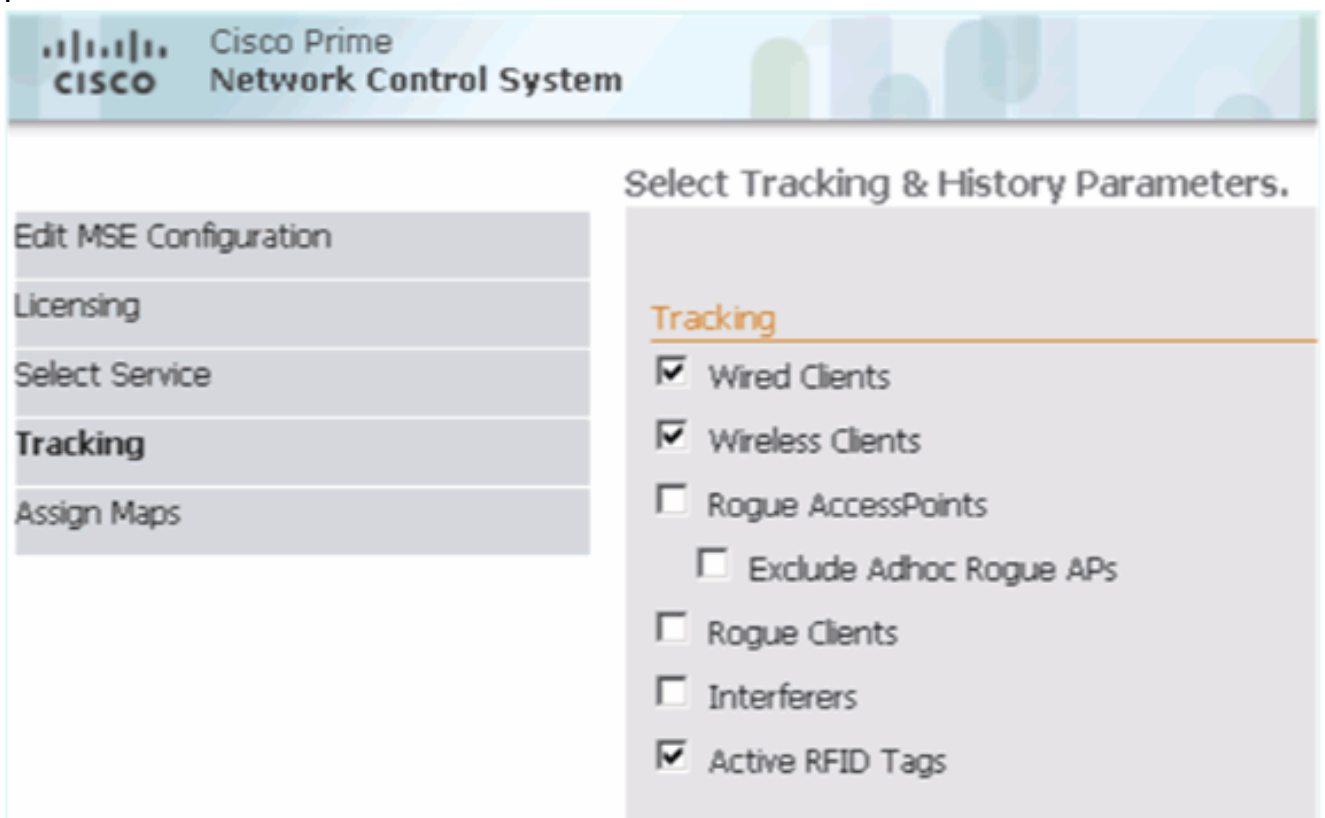 CISCO
Cisco Prime
Network Control System
Select Tracking & History Parameters.
Edit MSE Configuration
Licensing
Select Service
Tracking
Assign Maps
Tracking
Wired Clients
Wireless Clients
Rogue AccessPoints
Exclude Adhoc Rogue APs
Rogue Clients
Interferers
Active RFID Tags